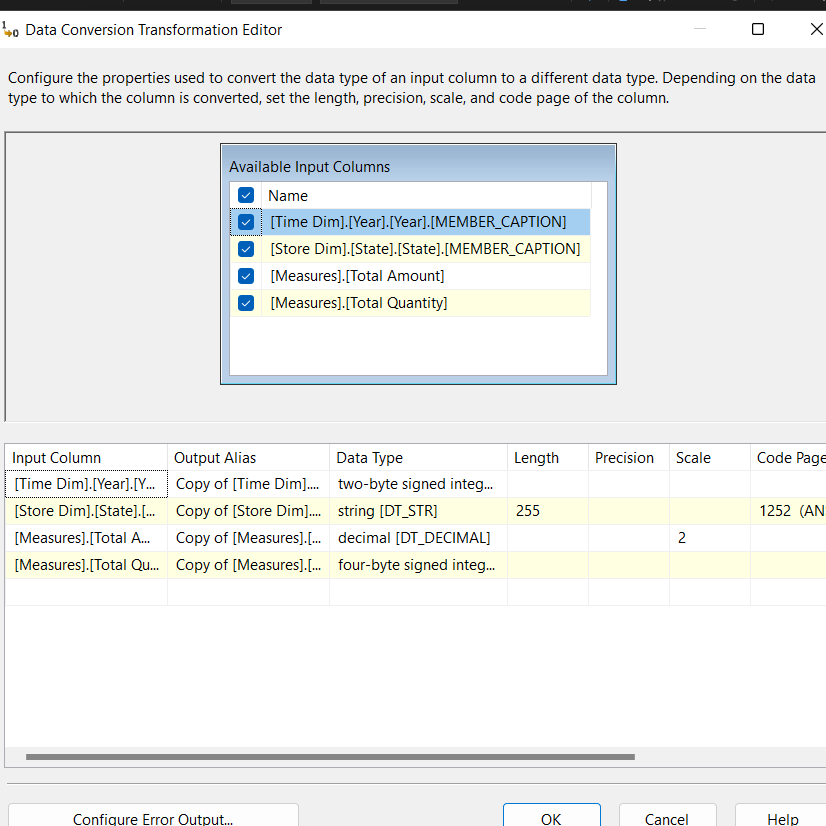 Data Conversion Transformation Editor
Configure the properties used to convert the data type of an input column to a different data type. Depending on the data
type to which the column is converted, set the length, precision, scale, and code page of the column.
Available Input Columns
Name
[Time Dim].[Year].[Year].[MEMBER_CAPTION]
[Store Dim].[State].[State].[MEMBER_CAPTION]
[Measures].[Total Amount]
[Measures].[Total Quantity]
Input Column Output Alias Data Type Length Precision Scale Code Page
[Time Dim].[Year].[Y... Copy of [Time Dim].... two-byte signed integ...
[Store Dim].[State].[... Copy of [Store Dim].... string [DT_STR] 255 1252 (AN
[Measures].[Total A... Copy of [Measures].[... decimal [DT_DECIMAL] 2
[Measures].[Total Qu... Copy of [Measures].[... four-byte signed integ...
Configure Error Output... OK Cancel Help